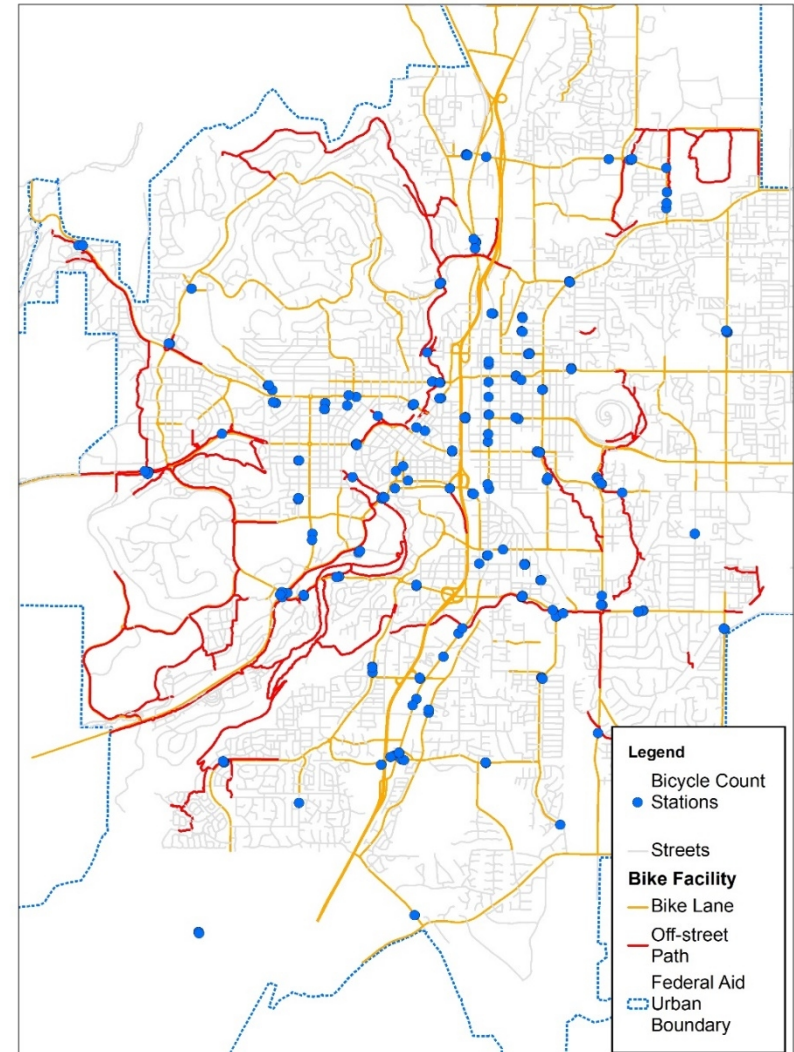 Legend
Bicycle Count
Stations
Streets
Bike Facility
Bike Lane
Off-street
Path
Federal Aid
Urban
Boundary